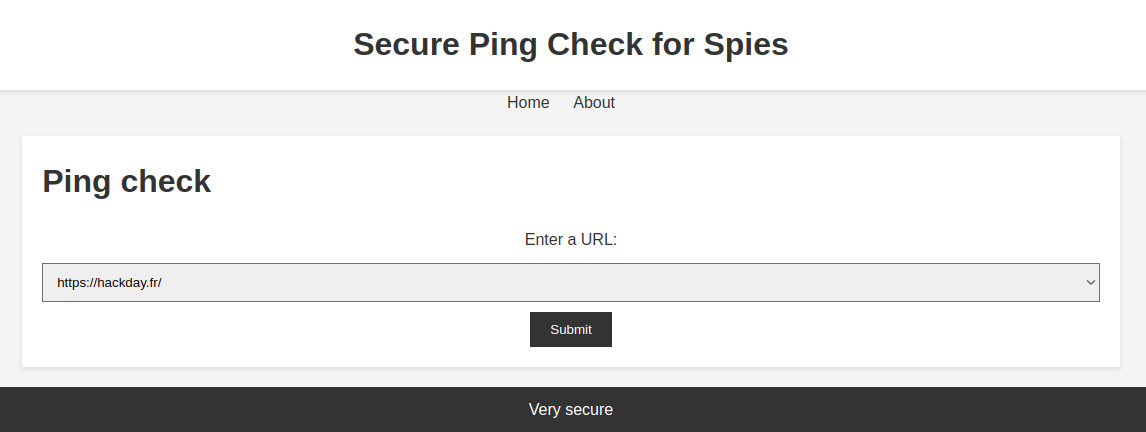 Secure Ping Check for Spies
Home About
Ping check
Enter a URL:
https://hackday.fr/
Submit
Very secure